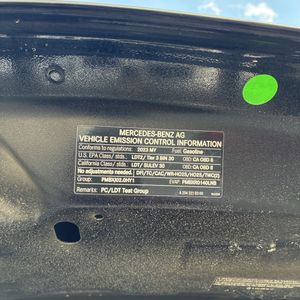 MERCEDES-BENZ AG
VEHICLE EMISSION CONTROL INFORMATION
Conforms to regulations: 2023 MY Fuel: Gasoline
U.S. EPA Class / stds.: LDT2 / Tier 3 BIN 30 OBD: CA OBD II
California Class / stds.: LDT / SULEV 30 OBD: CA OBD II
No adjustments needed. DFI/TC/CAC/WR-HO2S/HO2S/TWC(2)
Group: PMBXJ02.0HY1 EVAP:
Remarks: PC/LDT Test Group